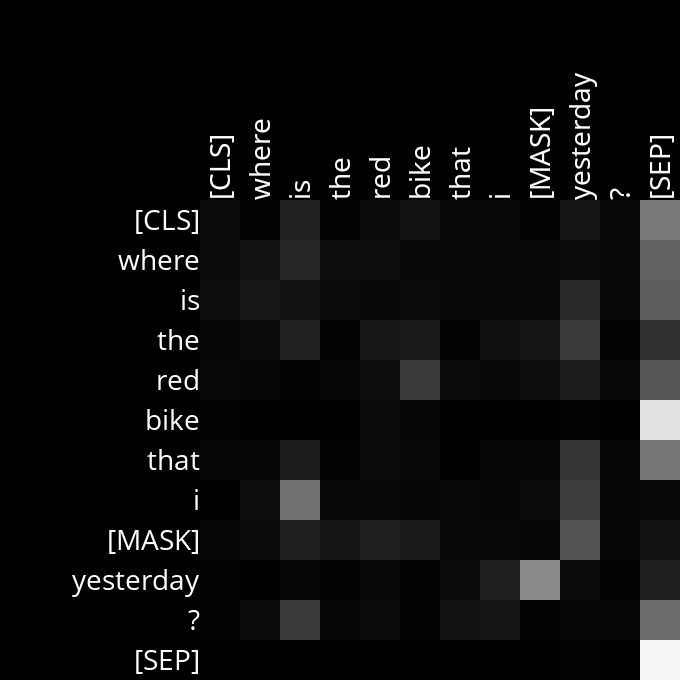 [CLS] where is the red bike that i [MASK] yesterday ? [SEP]
[CLS]
where
is
the
red
bike
that
i
[MASK]
yesterday
?
[SEP]